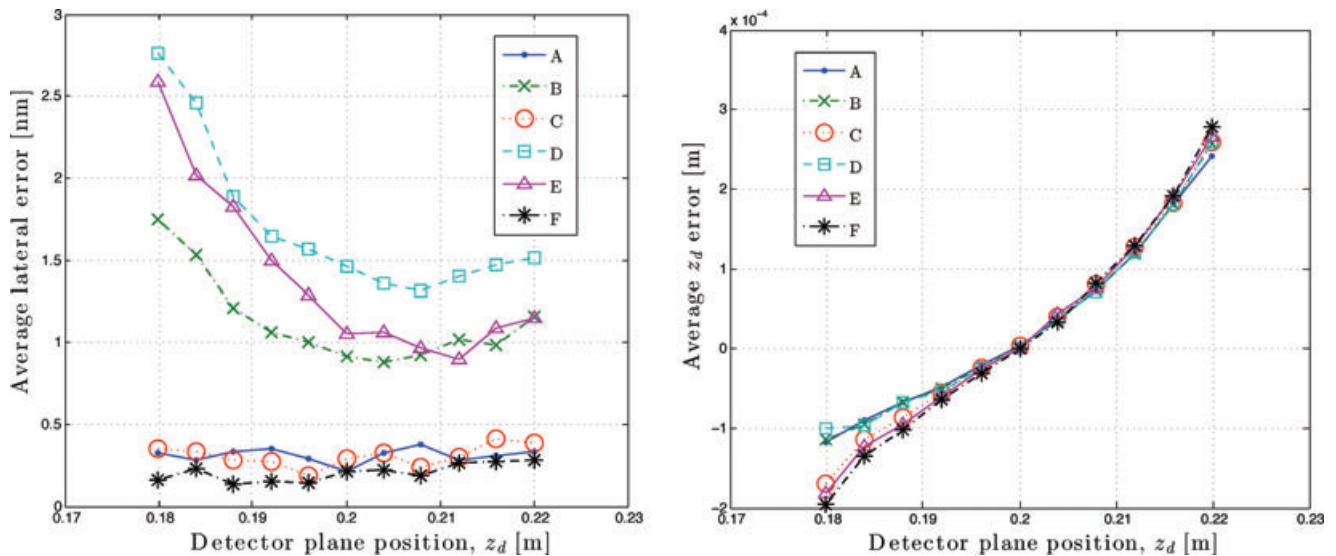 3
2.5
2
1.5
1
0.5
0
0.17
0.18
0.19
0.2
0.21
0.22
0.23
Average lateral error [nm]
Detector plane position, z_d [m]
A
B
C
D
E
F
x 10⁻⁴
4
3
2
1
0
−1
−2
0.17
0.18
0.19
0.2
0.21
0.22
0.23
Average z_d error [m]
Detector plane position, z_d [m]
A
B
C
D
E
F